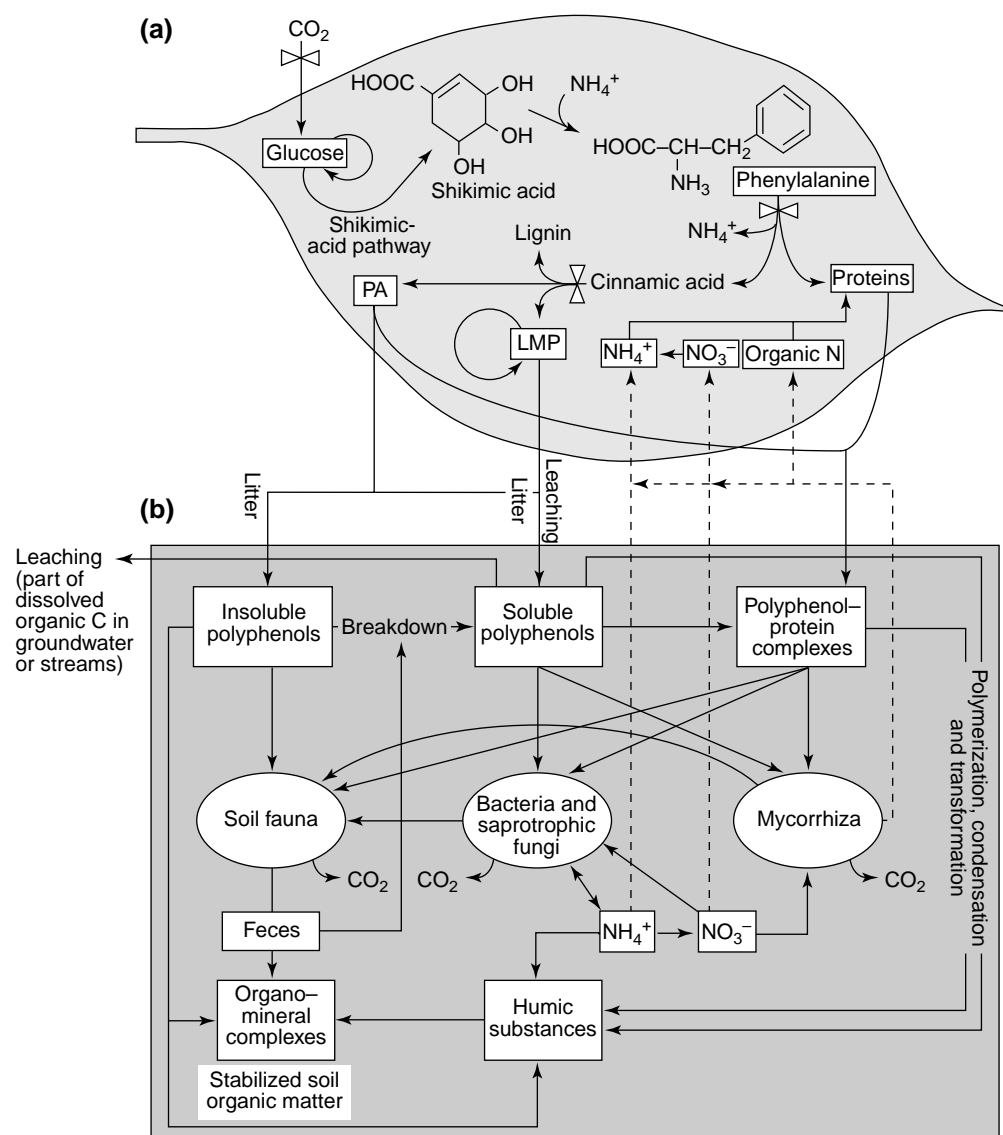 (a)
CO₂
HOOC
OH
OH
OH
NH₄⁺
HOOC–CH–CH₂
NH₃
Glucose
Shikimic acid
Phenylalanine
Shikimic-
acid pathway
NH₄⁺
Lignin
Cinnamic acid
Proteins
PA
LMP
NH₄⁺
NO₃⁻
Organic N
Litter
Litter
Leaching
(b)
Leaching
(part of
dissolved
organic C in
groundwater
or streams)
Insoluble
polyphenols
Breakdown
Soluble
polyphenols
Polyphenol–
protein
complexes
Polymerization, condensation
and transformation
Soil fauna
Bacteria and
saprotrophic
fungi
Mycorrhiza
CO₂
CO₂
CO₂
Feces
NH₄⁺
NO₃⁻
Organo–
mineral
complexes
Humic
substances
Stabilized soil
organic matter